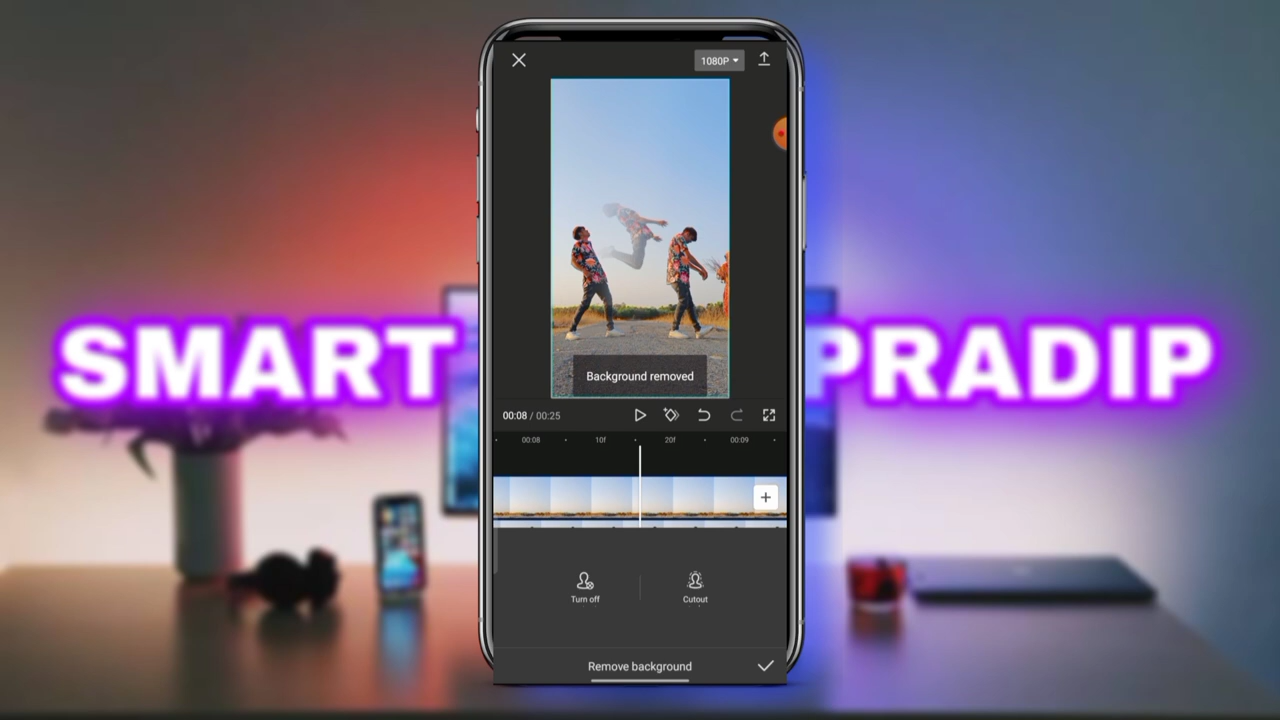 1080P
SMART PRADIP
Background removed
00:08 / 00:25
00:08 10f 20f 00:09
Turn off Cutout
Remove background